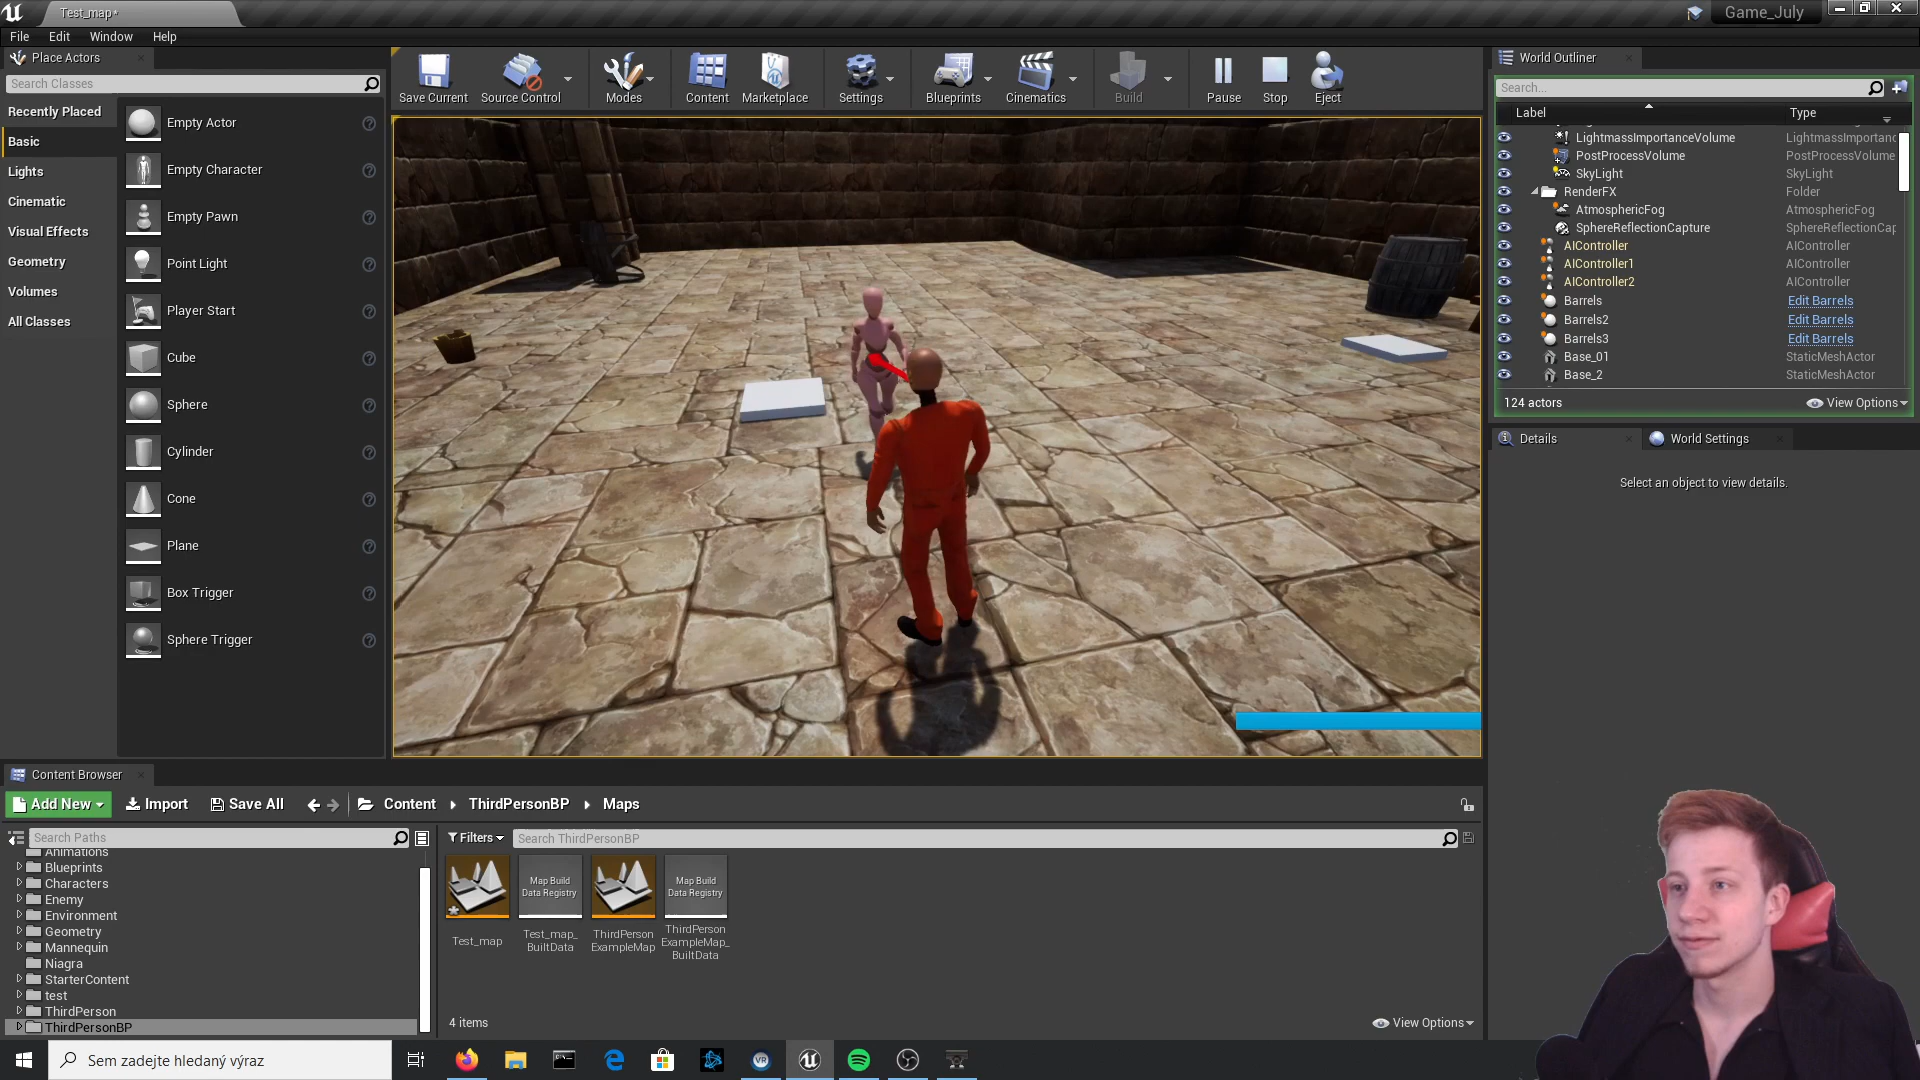 Test_map*
Game_July
File Edit Window Help
Place Actors
Search Classes
Recently Placed
Basic
Lights
Cinematic
Visual Effects
Geometry
Volumes
All Classes
Empty Actor
Empty Character
Empty Pawn
Point Light
Player Start
Cube
Sphere
Cylinder
Cone
Plane
Box Trigger
Sphere Trigger
Save Current Source Control Modes Content Marketplace Settings Blueprints Cinematics Build Pause Stop Eject
World Outliner
Search...
Label Type
LightmassImportanceVolume LightmassImportanc
PostProcessVolume PostProcessVolume
SkyLight SkyLight
RenderFX Folder
AtmosphericFog AtmosphericFog
SphereReflectionCapture SphereReflectionCap
AIController AIController
AIController1 AIController
AIController2 AIController
Barrels Edit Barrels
Barrels2 Edit Barrels
Barrels3 Edit Barrels
Base_01 StaticMeshActor
Base_2 StaticMeshActor
124 actors View Options
Details World Settings
Select an object to view details.
Content Browser
Add New Import Save All Content ThirdPersonBP Maps
Search Paths
Filters Search ThirdPersonBP
Animations
Blueprints
Characters
Enemy
Environment
Geometry
Mannequin
Niagra
StarterContent
test
ThirdPerson
ThirdPersonBP
Map Build
Data Registry
Map Build
Data Registry
Test_map
Test_map_
BuiltData
ThirdPerson
ExampleMap
ThirdPerson
ExampleMap_
BuiltData
4 items View Options
Sem zadejte hledaný výraz